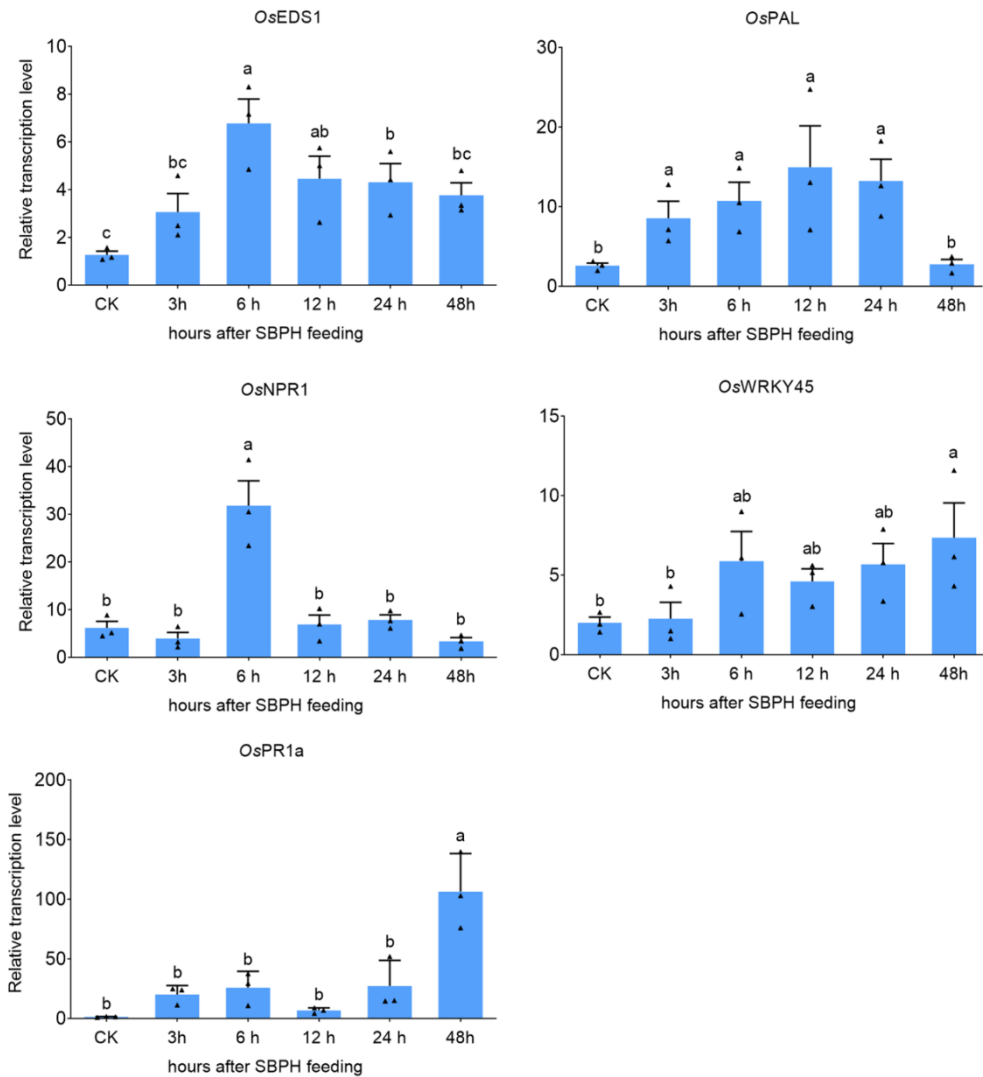 OsEDS1
Relative transcription level
10
8
6
4
2
0
c
bc
a
ab
b
bc
CK 3h 6 h 12 h 24 h 48h
hours after SBPH feeding
OsPAL
30
20
10
0
b
a
a
a
a
b
CK 3h 6 h 12 h 24 h 48h
hours after SBPH feeding
OsNPR1
Relative transcription level
50
40
30
20
10
0
b
b
a
b
b
b
CK 3h 6 h 12 h 24 h 48h
hours after SBPH feeding
OsWRKY45
15
10
5
0
b
b
ab
ab
ab
a
CK 3h 6 h 12 h 24 h 48h
hours after SBPH feeding
OsPR1a
Relative transcription level
200
150
100
50
0
b
b
b
b
b
a
CK 3h 6 h 12 h 24 h 48h
hours after SBPH feeding